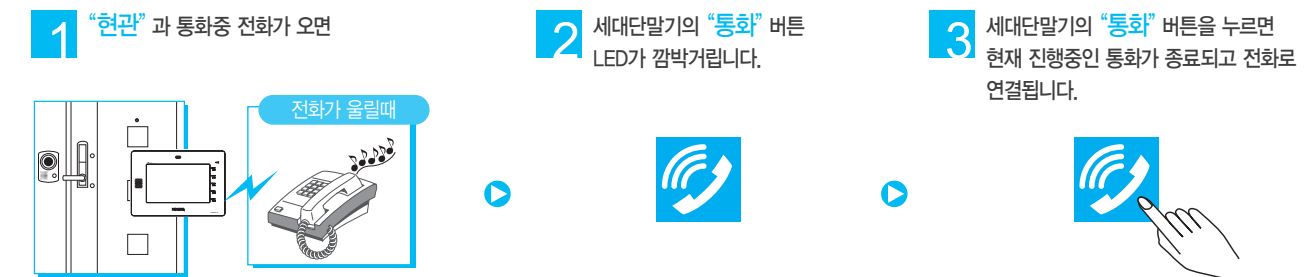 1 “현관” 과 통화중 전화가 오면
전화가 울릴때
2 세대단말기의 “통화” 버튼
LED가 깜박거립니다.
3 세대단말기의 “통화” 버튼을 누르면
현재 진행중인 통화가 종료되고 전화로
연결됩니다.